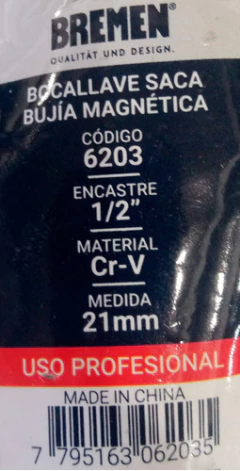 BREMEN®
QUALITÄT UND DESIGN.
BOCALLAVE SACA
BUJÍA MAGNÉTICA
CÓDIGO
6203
ENCASTRE
1/2”
MATERIAL
Cr-V
MEDIDA
21mm
USO PROFESIONAL
MADE IN CHINA
7 795163 062035